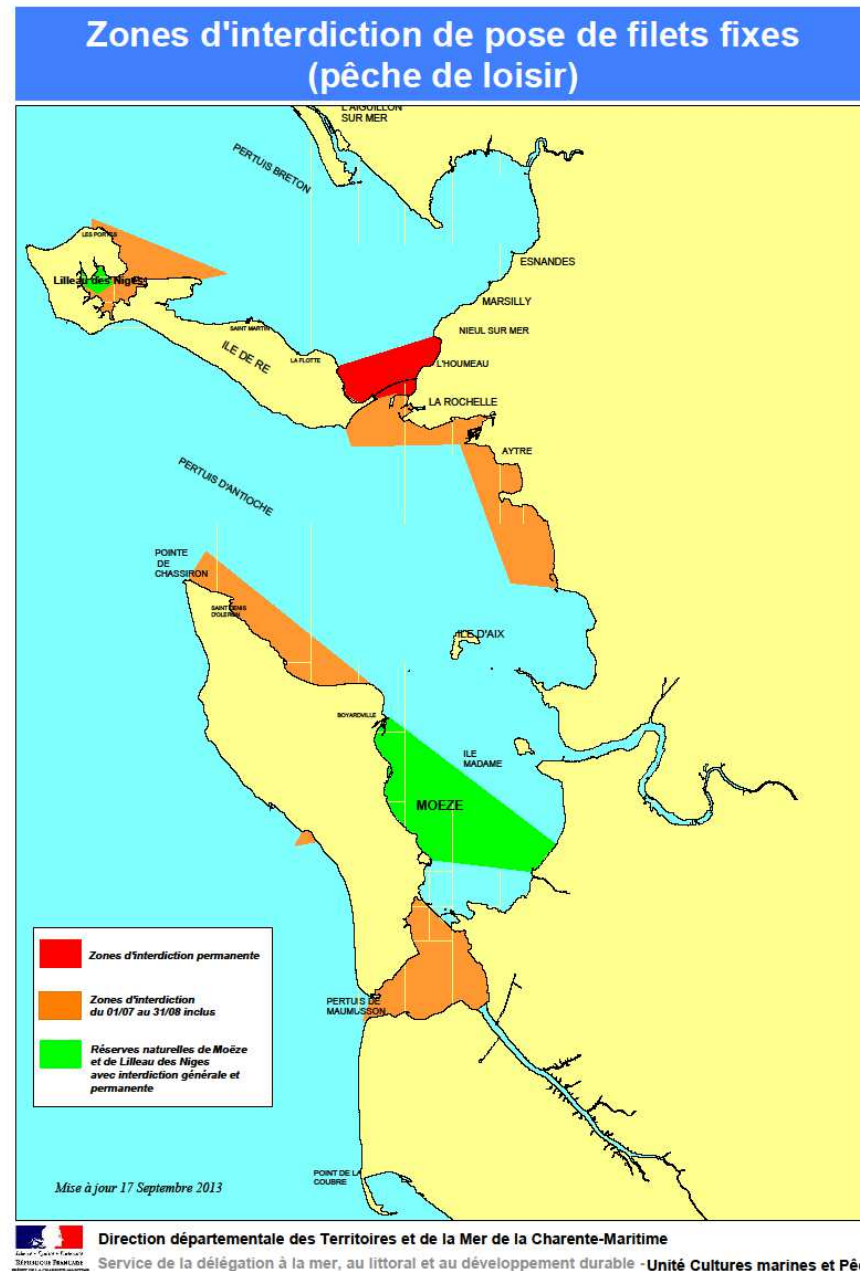 Zones d'interdiction de pose de filets fixes
(pêche de loisir)
L'AIGUILLON
SUR MER
PERTUIS BRETON
LES PORTES
ESNANDES
Lilleau des Niges
MARSILLY
SAINT MARTIN
NIEUL SUR MER
ILE DE RE
LA FLOTTE
L'HOUMEAU
LA ROCHELLE
AYTRE
PERTUIS D'ANTIOCHE
POINTE
DE
CHASSIRON
SAINT DENIS
D'OLERON
ILE D'AIX
BOYARDVILLE
ILE
MADAME
MOEZE
Zones d'interdiction permanente
Zones d'interdiction
du 01/07 au 31/08 inclus
PERTUIS DE
MAUMUSSON
Réserves naturelles de Moëze
et de Lilleau des Niges
avec interdiction générale et
permanente
POINT DE LA
COUBRE
Mise à jour 17 Septembre 2013
Direction départementale des Territoires et de la Mer de la Charente-Maritime
Service de la délégation à la mer, au littoral et au développement durable - Unité Cultures marines et Pê
RÉPUBLIQUE FRANÇAISE